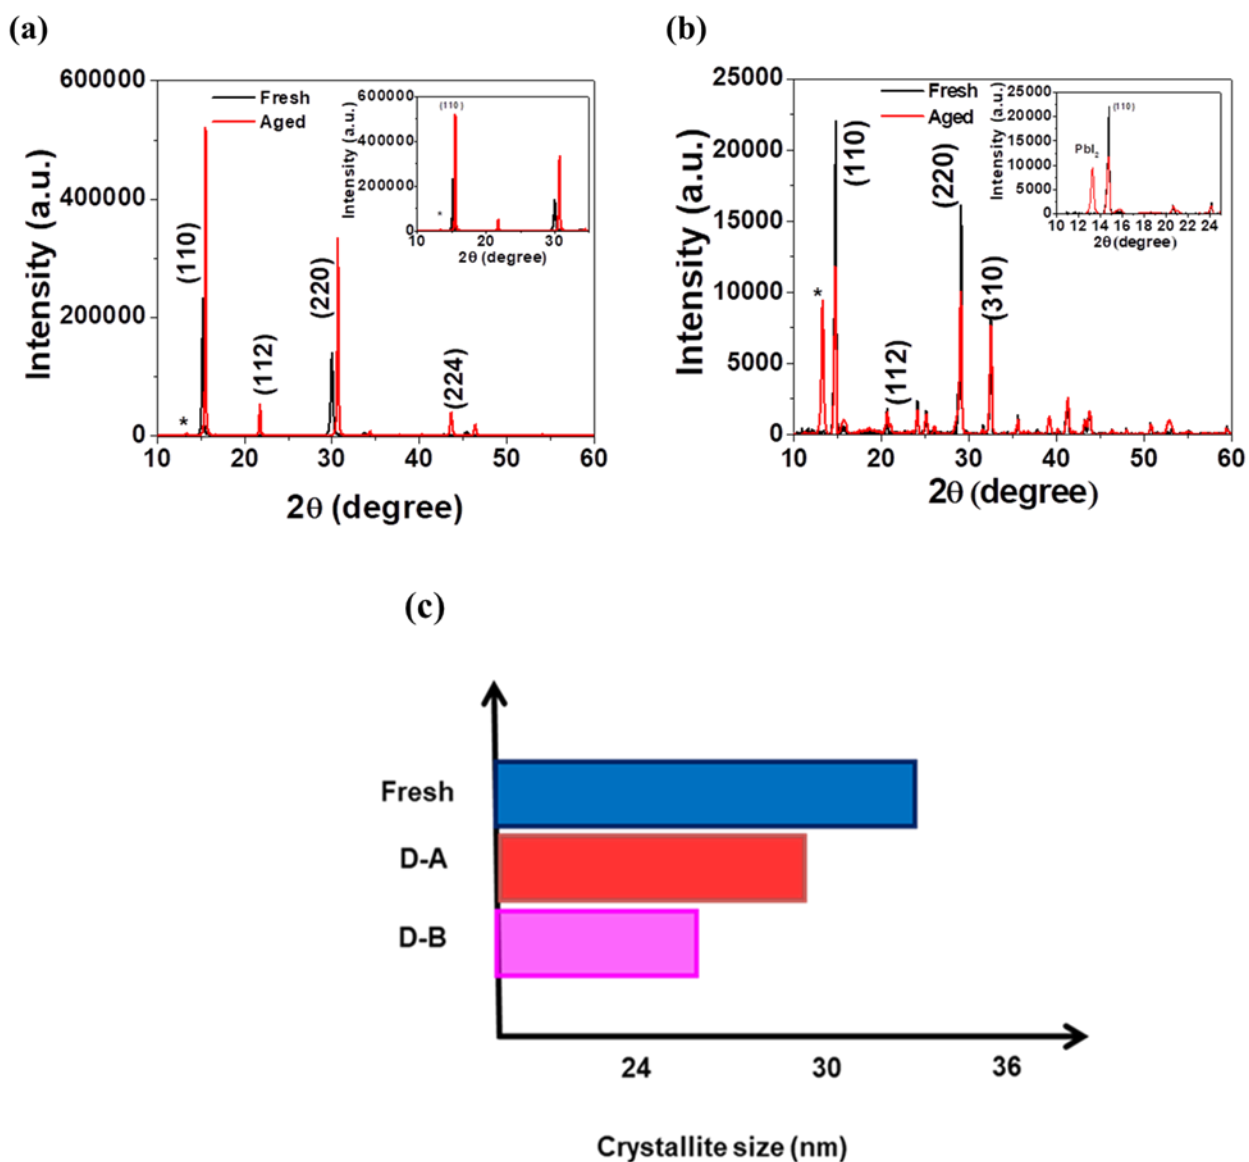 (a)
600000
400000
200000
0
Intensity (a.u.)
Fresh
Aged
(110)
(112)
(220)
(224)
*
10 20 30 40 50 60
2θ (degree)
600000
400000
200000
0
Intensity (a.u.)
(110)
*
10 20 30
2θ (degree)
(b)
25000
20000
15000
10000
5000
0
Intensity (a.u.)
Fresh
Aged
*
(110)
(112)
(220)
(310)
10 20 30 40 50 60
2θ (degree)
25000
20000
15000
10000
5000
0
Intensity (a.u.)
PbI₂
(110)
10 12 14 16 18 20 22 24
2θ (degree)
(c)
Fresh
D-A
D-B
24 30 36
Crystallite size (nm)